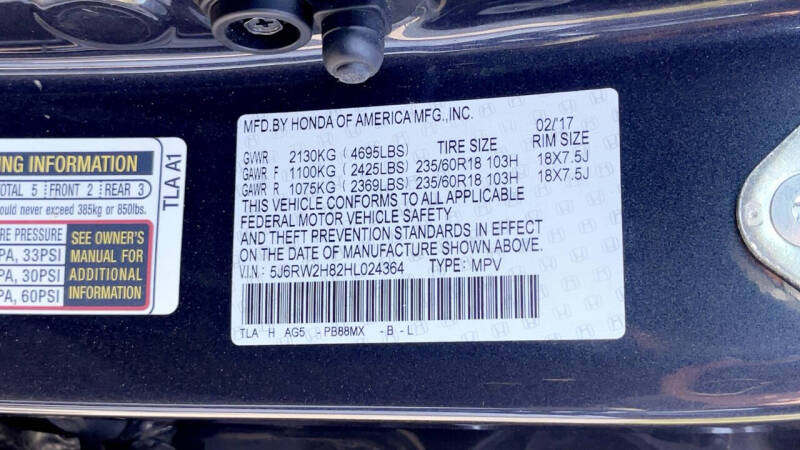 NG INFORMATION
TOTAL 5 FRONT 2 REAR 3
ould never exceed 385kg or 850lbs.
RE PRESSURE
PA, 33PSI
PA, 30PSI
PA, 60PSI
SEE OWNER'S
MANUAL FOR
ADDITIONAL
INFORMATION
TLA A1
MFD.BY HONDA OF AMERICA MFG.,INC. 02/'17
TIRE SIZE RIM SIZE
GVWR 2130KG (4695LBS)
GAWR F 1100KG (2425LBS) 235/60R18 103H 18X7.5J
GAWR R 1075KG (2369LBS) 235/60R18 103H 18X7.5J
THIS VEHICLE CONFORMS TO ALL APPLICABLE
FEDERAL MOTOR VEHICLE SAFETY
AND THEFT PREVENTION STANDARDS IN EFFECT
ON THE DATE OF MANUFACTURE SHOWN ABOVE.
V.I.N: 5J6RW2H82HL024364 TYPE: MPV
TLA H AG5 -PB88MX -B-L